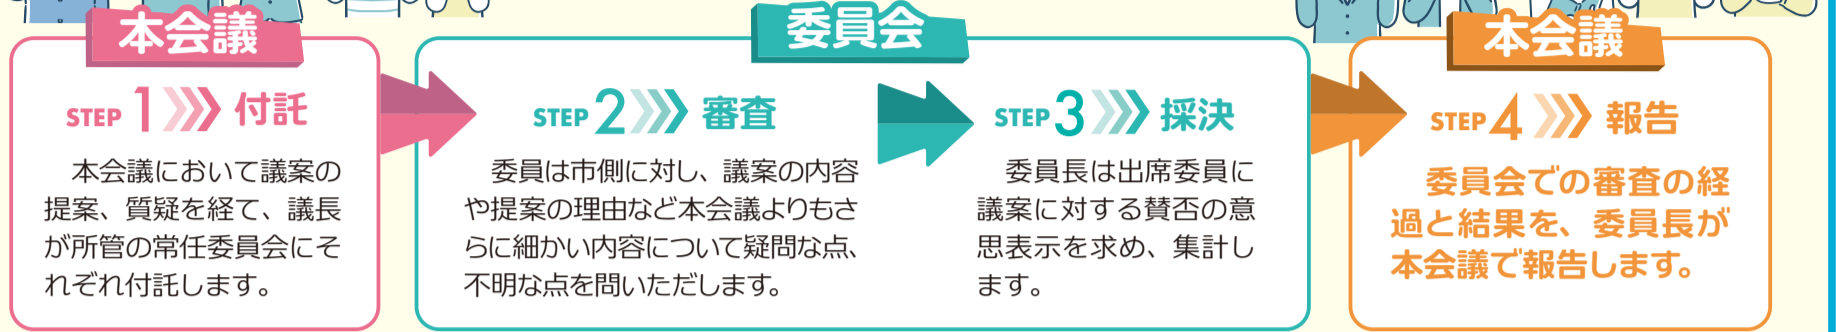 本会議
STEP 1 付託
本会議において議案の
提案、質疑を経て、議長
が所管の常任委員会にそ
れぞれ付託します。
委員会
STEP 2 審査
委員は市側に対し、議案の内容
や提案の理由など本会議よりもさ
らに細かい内容について疑問な点、
不明な点を問いただします。
STEP 3 採決
委員長は出席委員に
議案に対する賛否の意
思表示を求め、集計し
ます。
本会議
STEP 4 報告
委員会での審査の経
過と結果を、委員長が
本会議で報告します。